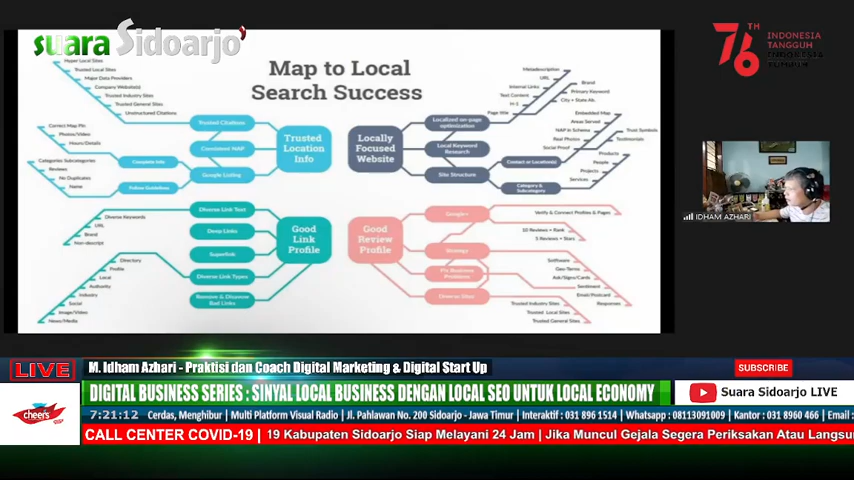 suara Sidoarjo
76TH
INDONESIA
TANGGUH
INDONESIA
TUMBUH
Map to Local
Search Success
Hyper Local Sites
Trusted Local Sites
Major Data Providers
Company Website(s)
Trusted Industry Sites
Trusted General Sites
Unstructured Citations
Correct Map Pin
Photos/Video
Hours/Details
Categories Subcategories
Reviews
No Duplicates
Name
Trusted Citations
Consistent NAP
Google Listing
Complete Info
Follow Guidelines
Trusted
Location
Info
Locally
Focused
Website
Localized on-page
optimization
Local Keyword
Research
Site Structure
Contact or Location(s)
Category &
Subcategory
Metadescription
URL
Internal Links
Text Content
H-1
Page title
Brand
Primary Keyword
City + State Ab.
Embedded Map
Areas Served
NAP in Schema
Real Photos
Social Proof
Trust Symbols
Testimonials
Products
People
Projects
Services
Diverse Keywords
URL
Brand
Non-descript
Directory
Profile
Local
Authority
Industry
Social
Image/Video
News/Media
Diverse Link Text
Deep Links
Superlink
Diverse Link Types
Remove & Disavow
Bad Links
Good
Link
Profile
Good
Review
Profile
Google+
Strategy
Fix Business
Problems
Diverse Sites
Verify & Connect Profiles & Pages
10 Reviews = Rank
5 Reviews = Stars
Software
Geo-Terms
Ask/Signs/Cards
Sentiment
Email/Postcard
Responses
Trusted Industry Sites
Trusted Local Sites
Trusted General Sites
IDHAM AZHARI
LIVE
M. Idham Azhari - Praktisi dan Coach Digital Marketing & Digital Start Up
SUBSCRIBE
DIGITAL BUSINESS SERIES : SINYAL LOCAL BUSINESS DENGAN LOCAL SEO UNTUK LOCAL ECONOMY
Suara Sidoarjo LIVE
cheers
7:21:12
Cerdas, Menghibur | Multi Platform Visual Radio | Jl. Pahlawan No. 200 Sidoarjo - Jawa Timur | Interaktif : 031 896 1514 | Whatsapp : 08113091009 | Kantor : 031 8960 466 | Email :
CALL CENTER COVID-19 | 19 Kabupaten Sidoarjo Siap Melayani 24 Jam | Jika Muncul Gejala Segera Periksakan Atau Langsu